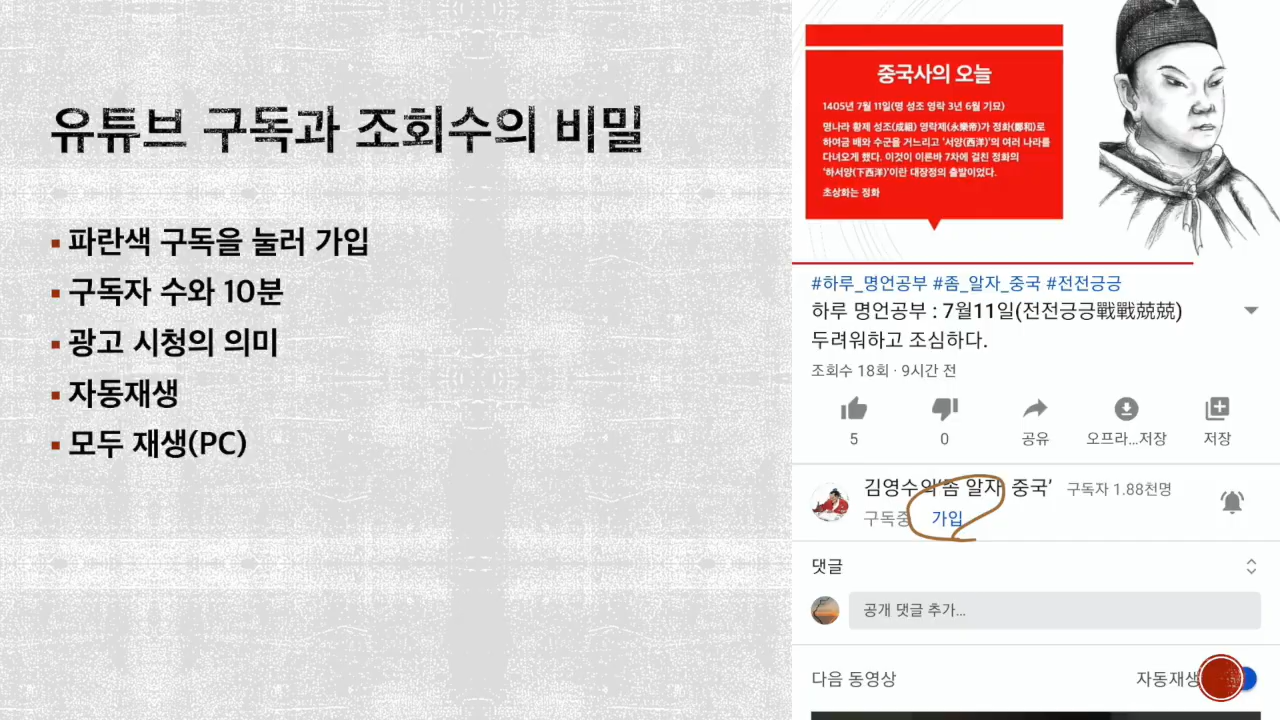 유튜브 구독과 조회수의 비밀
파란색 구독을 눌러 가입
구독자 수와 10분
광고 시청의 의미
자동재생
모두 재생(PC)
중국사의 오늘
1405년 7월 11일(명 성조 영락 3년 6월 기묘)
명나라 황제 성조(成祖) 영락제(永樂帝)가 정화(鄭和)로
하여금 배와 수군을 거느리고 '서양(西洋)'의 여러 나라를
다녀오게 했다. 이것이 이른바 7차에 걸친 정화의
'하서양(下西洋)'이란 대장정의 출발이었다.
초상화는 정화
#하루_명언공부 #좀_알자_중국 #전전긍긍
하루 명언공부 : 7월11일(전전긍긍戰戰兢兢)
두려워하고 조심하다.
조회수 18회 · 9시간 전
5 0 공유 오프라...저장 저장
김영수의'좀 알자 중국' 구독자 1.88천명
구독중 가입
댓글
공개 댓글 추가...
다음 동영상 자동재생